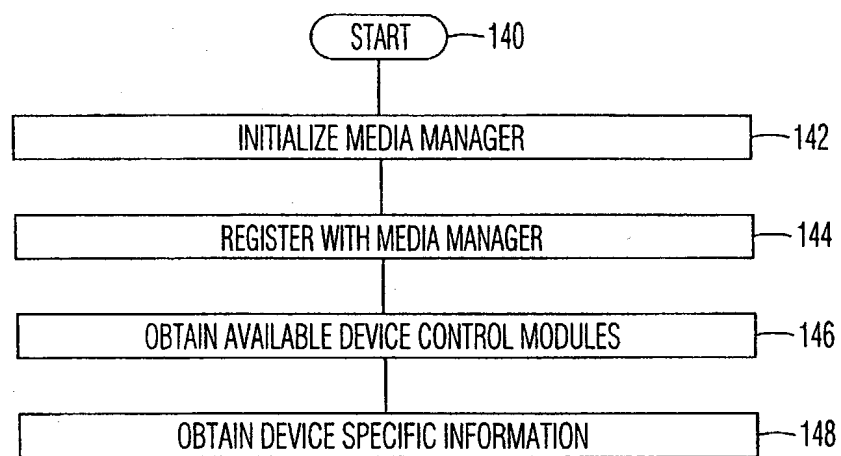 START 140
INITIALIZE MEDIA MANAGER 142
REGISTER WITH MEDIA MANAGER 144
OBTAIN AVAILABLE DEVICE CONTROL MODULES 146
OBTAIN DEVICE SPECIFIC INFORMATION 148